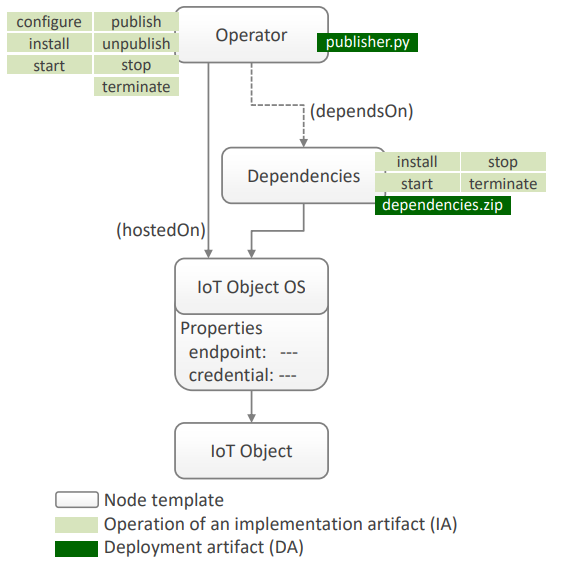 configure publish
install unpublish
start stop
terminate
Operator
publisher.py
(dependsOn)
Dependencies
install stop
start terminate
dependencies.zip
(hostedOn)
IoT Object OS
Properties
endpoint: ---
credential: ---
IoT Object
Node template
Operation of an implementation artifact (IA)
Deployment artifact (DA)